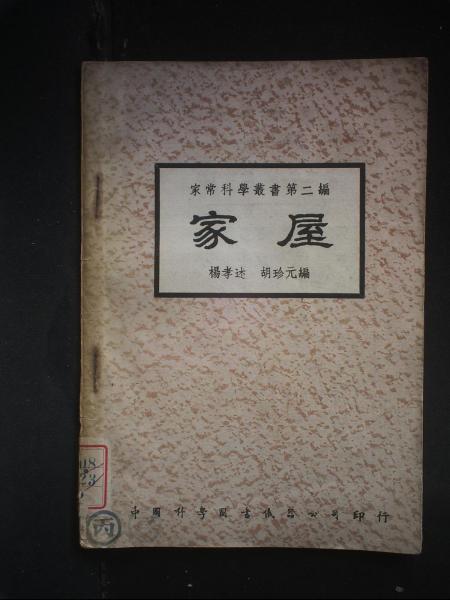 家常科學叢書第二編
家屋
楊孝述 胡珍元編
中國科學圖書儀器公司印行
丙